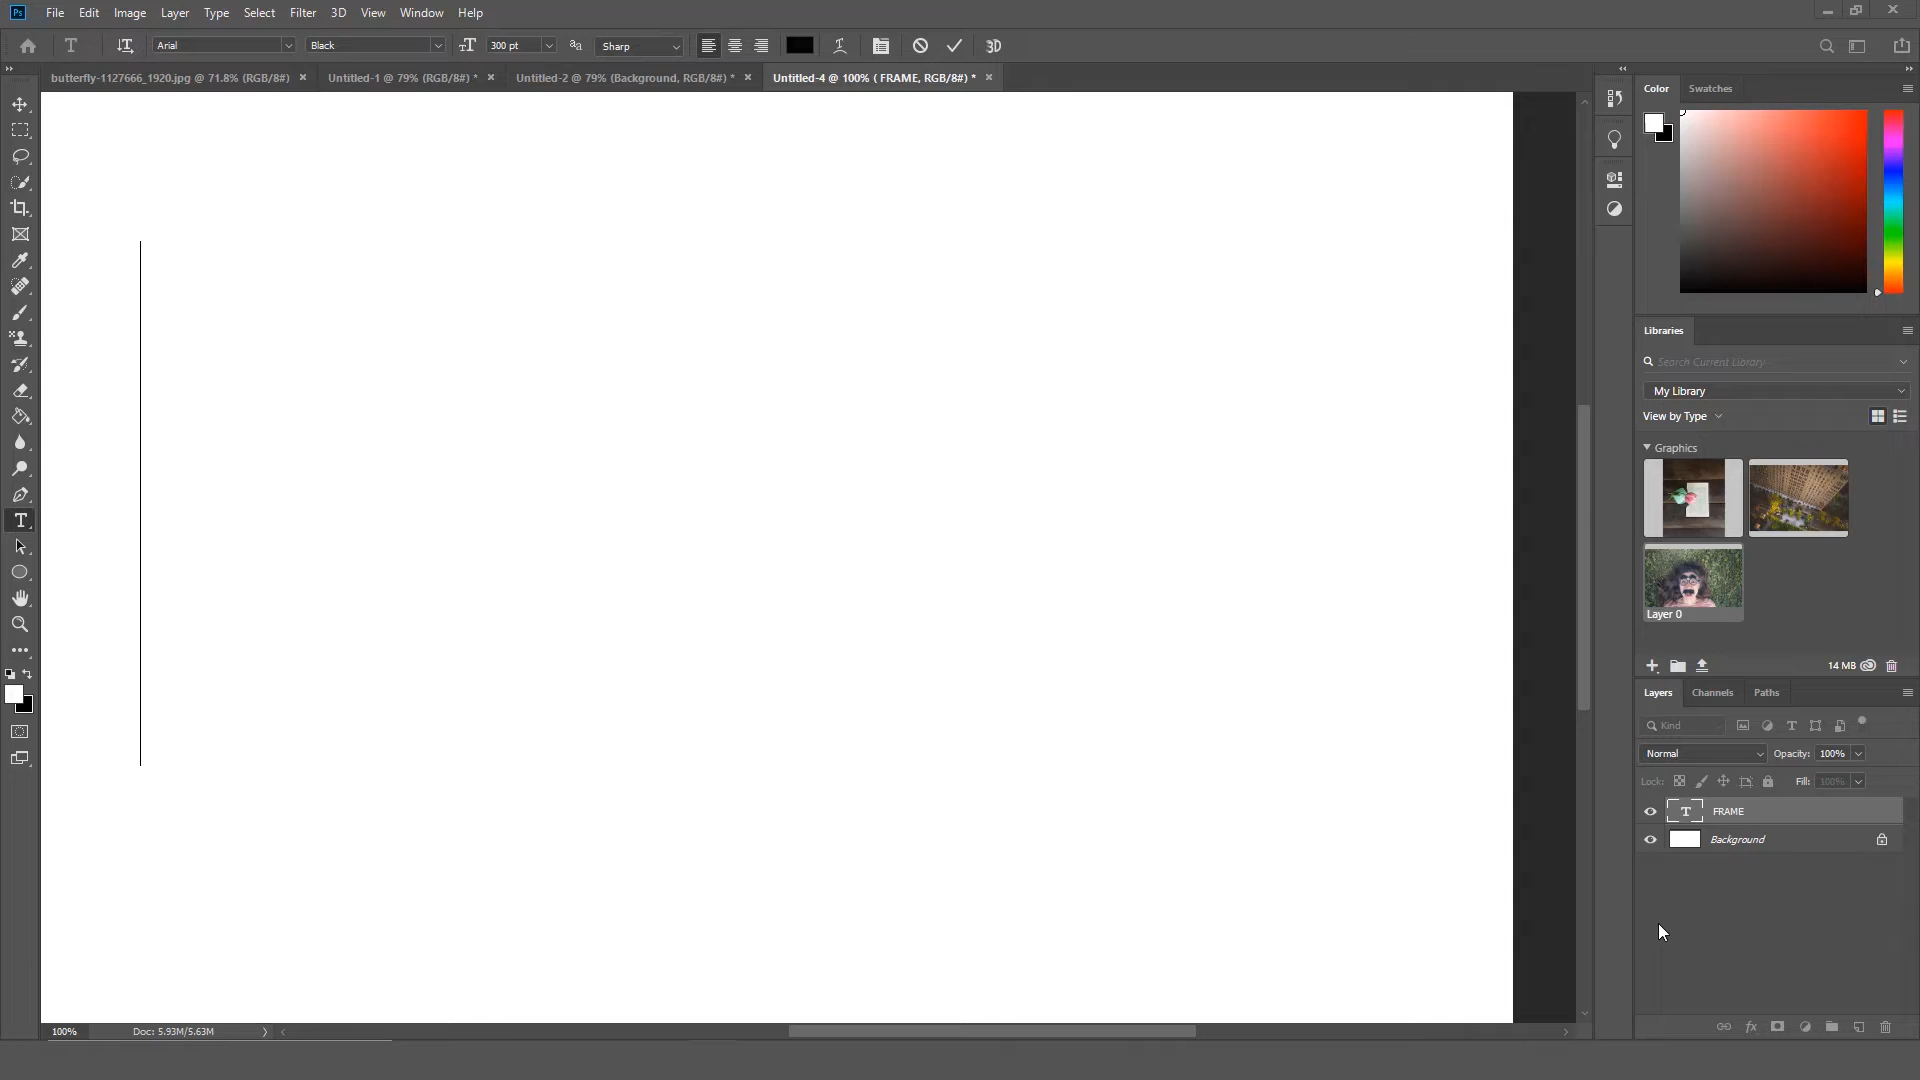 Ps File Edit Image Layer Type Select Filter 3D View Window Help
T Arial Black 300 pt Sharp 3D
butterfly-1127666_1920.jpg @ 71.8% (RGB/8#) Untitled-1 @ 79% (RGB/8#) * Untitled-2 @ 79% (Background, RGB/8#) * Untitled-4 @ 100% ( FRAME, RGB/8#) *
Color Swatches
Libraries
Search Current Library
My Library
View by Type
Graphics
Layer 0
14 MB
Layers Channels Paths
Kind
Normal Opacity: 100%
Lock: Fill: 100%
FRAME
Background
100% Doc: 5.93M/5.63M